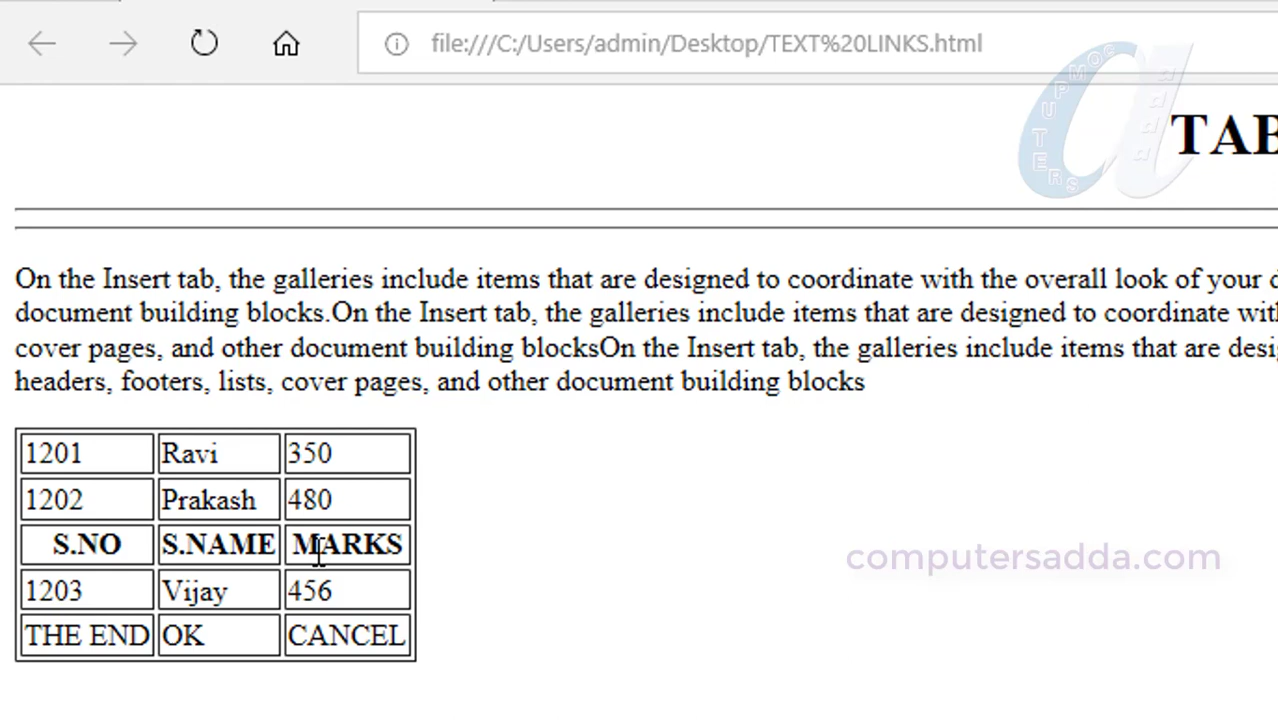 file:///C:/Users/admin/Desktop/TEXT%20LINKS.html
COMPUTERS
adda
TAB
On the Insert tab, the galleries include items that are designed to coordinate with the overall look of your d
document building blocks.On the Insert tab, the galleries include items that are designed to coordinate with
cover pages, and other document building blocksOn the Insert tab, the galleries include items that are desig
headers, footers, lists, cover pages, and other document building blocks
1201 Ravi 350
1202 Prakash 480
S.NO S.NAME MARKS
1203 Vijay 456
THE END OK CANCEL
computersadda.com